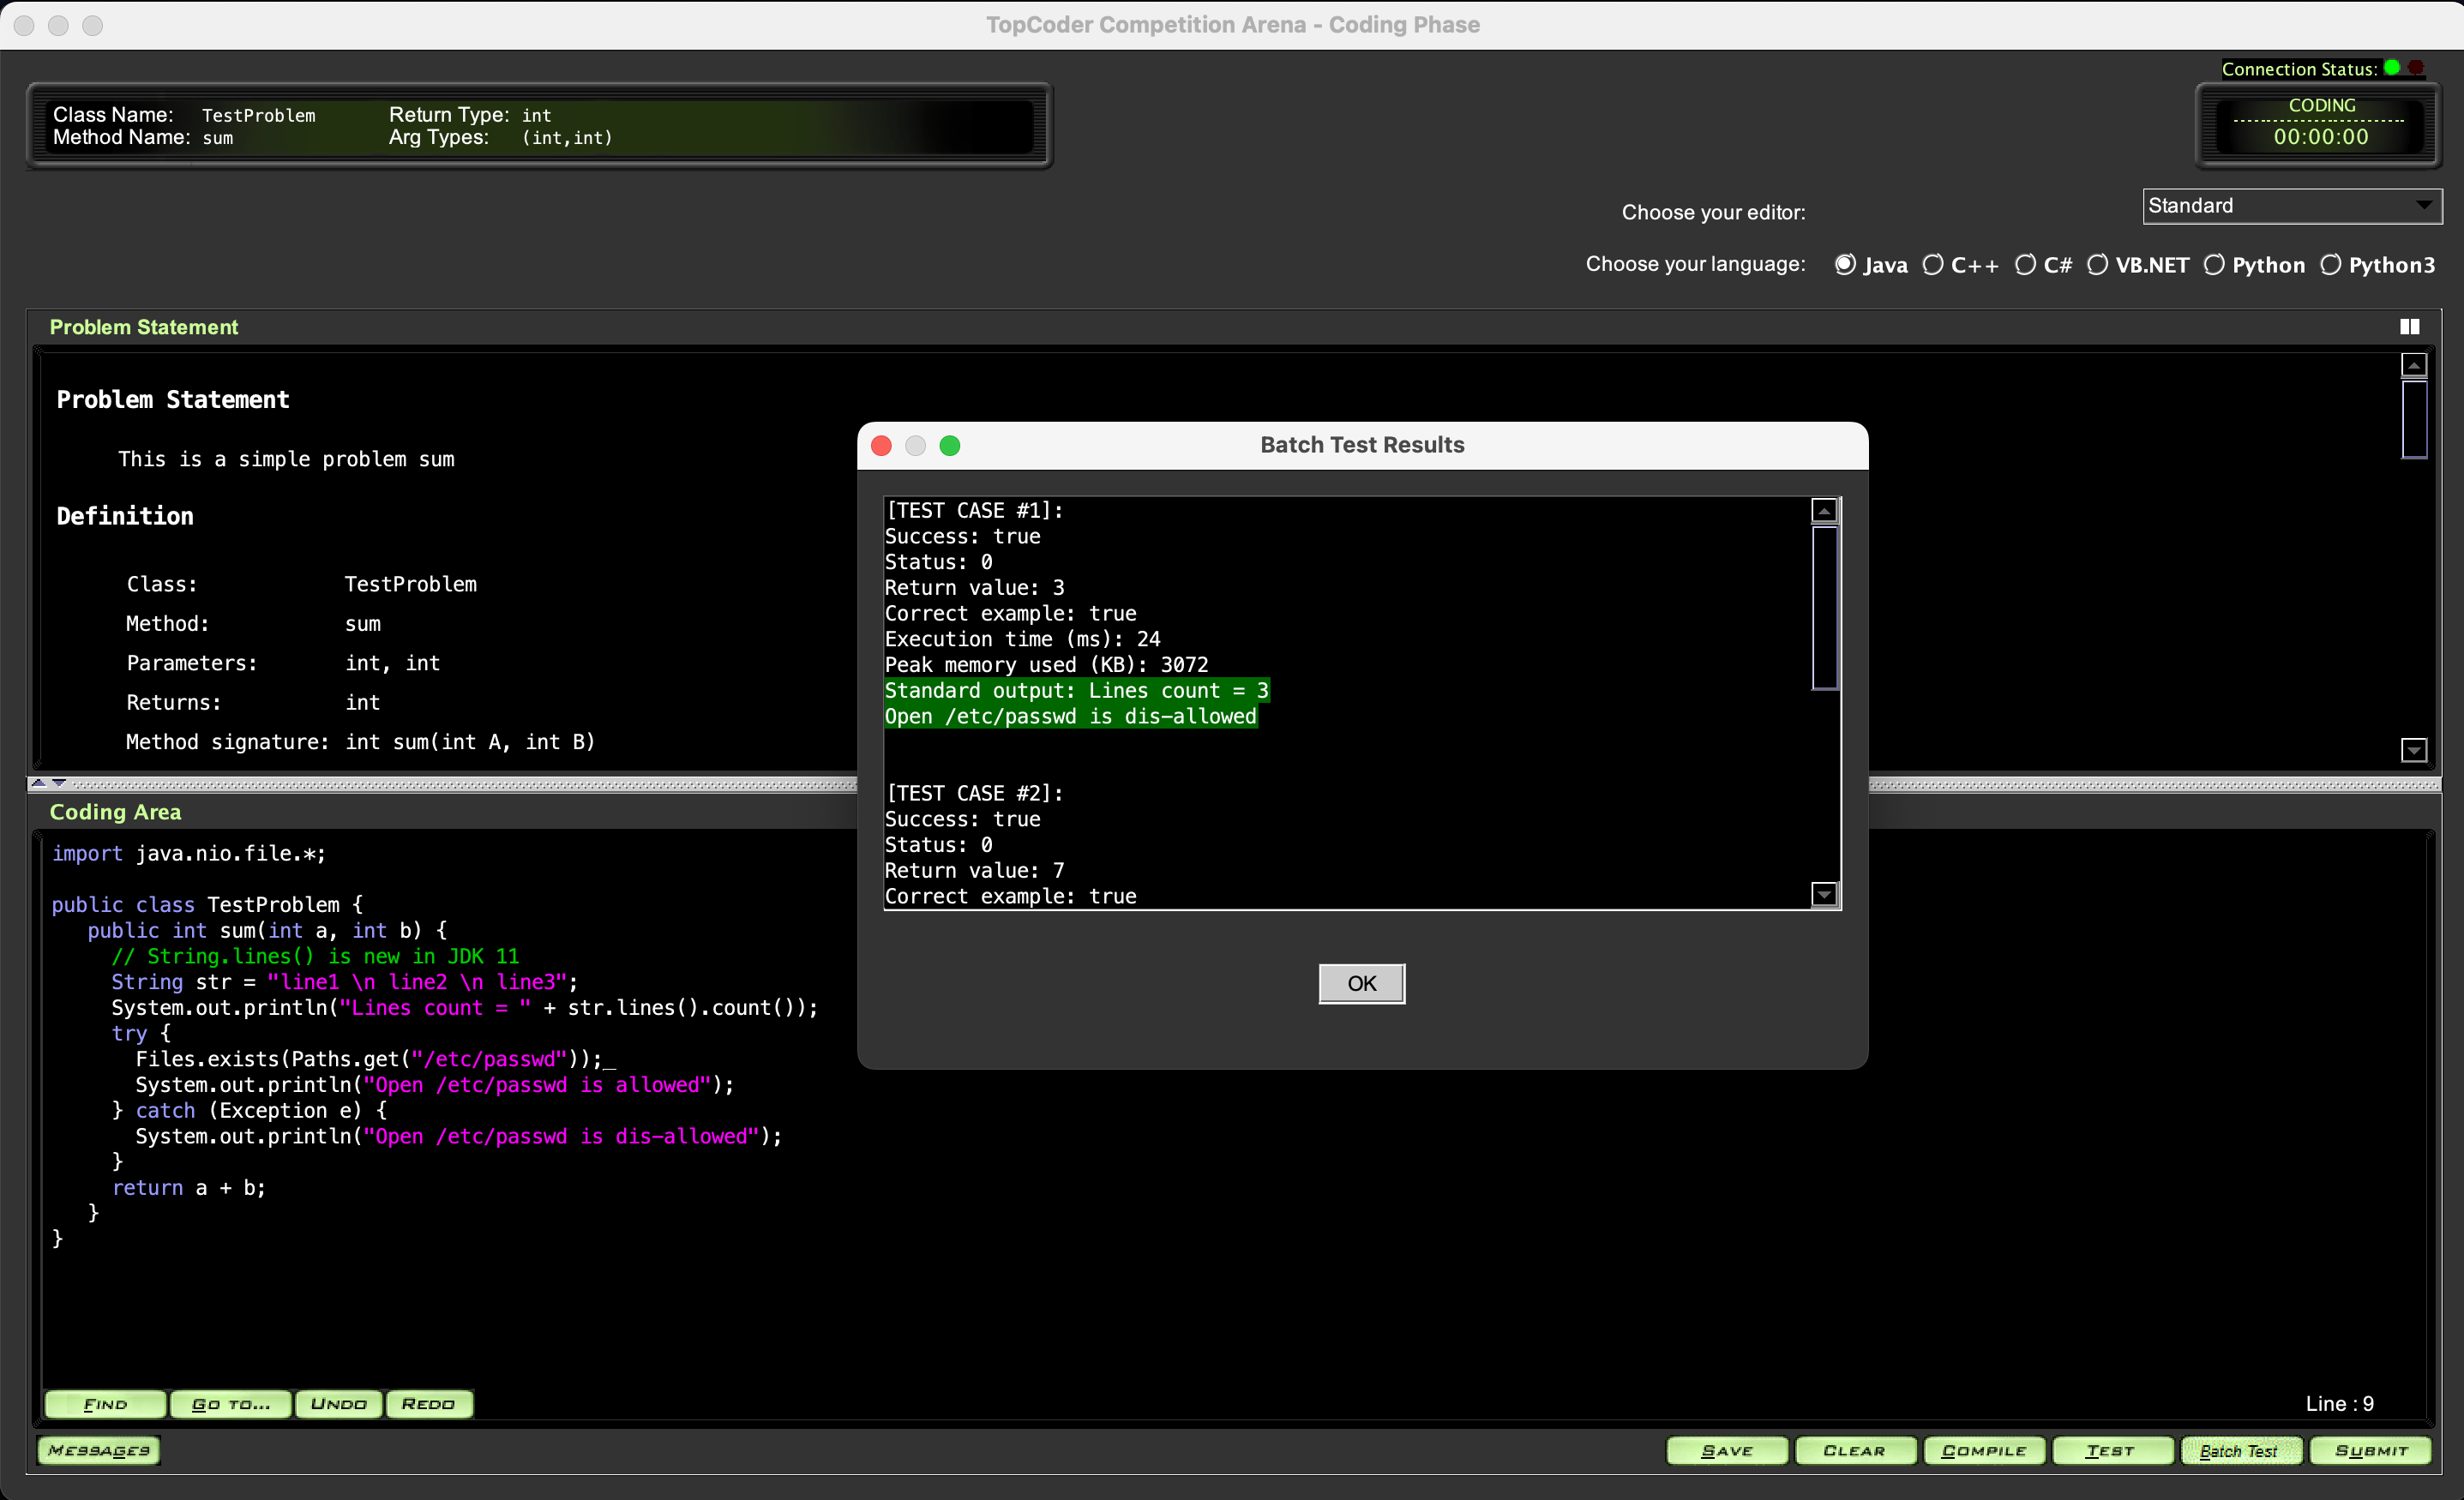 TopCoder Competition Arena - Coding Phase
Connection Status:
Class Name: TestProblem Return Type: int
Method Name: sum Arg Types: (int,int)
CODING
00:00:00
Choose your editor: Standard
Choose your language: Java C++ C# VB.NET Python Python3
Problem Statement
Problem Statement
This is a simple problem sum
Definition
Class: TestProblem
Method: sum
Parameters: int, int
Returns: int
Method signature: int sum(int A, int B)
Batch Test Results
[TEST CASE #1]:
Success: true
Status: 0
Return value: 3
Correct example: true
Execution time (ms): 24
Peak memory used (KB): 3072
Standard output: Lines count = 3
Open /etc/passwd is dis-allowed
[TEST CASE #2]:
Success: true
Status: 0
Return value: 7
Correct example: true
OK
Coding Area
import java.nio.file.*;
public class TestProblem {
public int sum(int a, int b) {
// String.lines() is new in JDK 11
String str = "line1 \n line2 \n line3";
System.out.println("Lines count = " + str.lines().count());
try {
Files.exists(Paths.get("/etc/passwd"));_
System.out.println("Open /etc/passwd is allowed");
} catch (Exception e) {
System.out.println("Open /etc/passwd is dis-allowed");
}
return a + b;
}
}
FIND GO TO... UNDO REDO Line : 9
MESSAGES SAVE CLEAR COMPILE TEST Batch Test SUBMIT